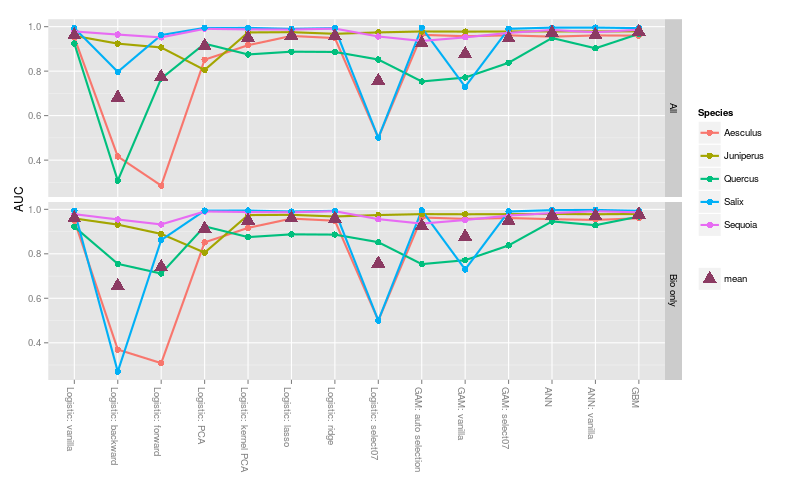 AUC
1.0
0.8
0.6
0.4
All
1.0
0.8
0.6
0.4
Bio only
Logistic: vanilla
Logistic: backward
Logistic: forward
Logistic: PCA
Logistic: kernel PCA
Logistic: lasso
Logistic: ridge
Logistic: select07
GAM: auto selection
GAM: vanilla
GAM: select07
ANN
ANN: vanilla
GBM
Species
Aesculus
Juniperus
Quercus
Salix
Sequoia
mean